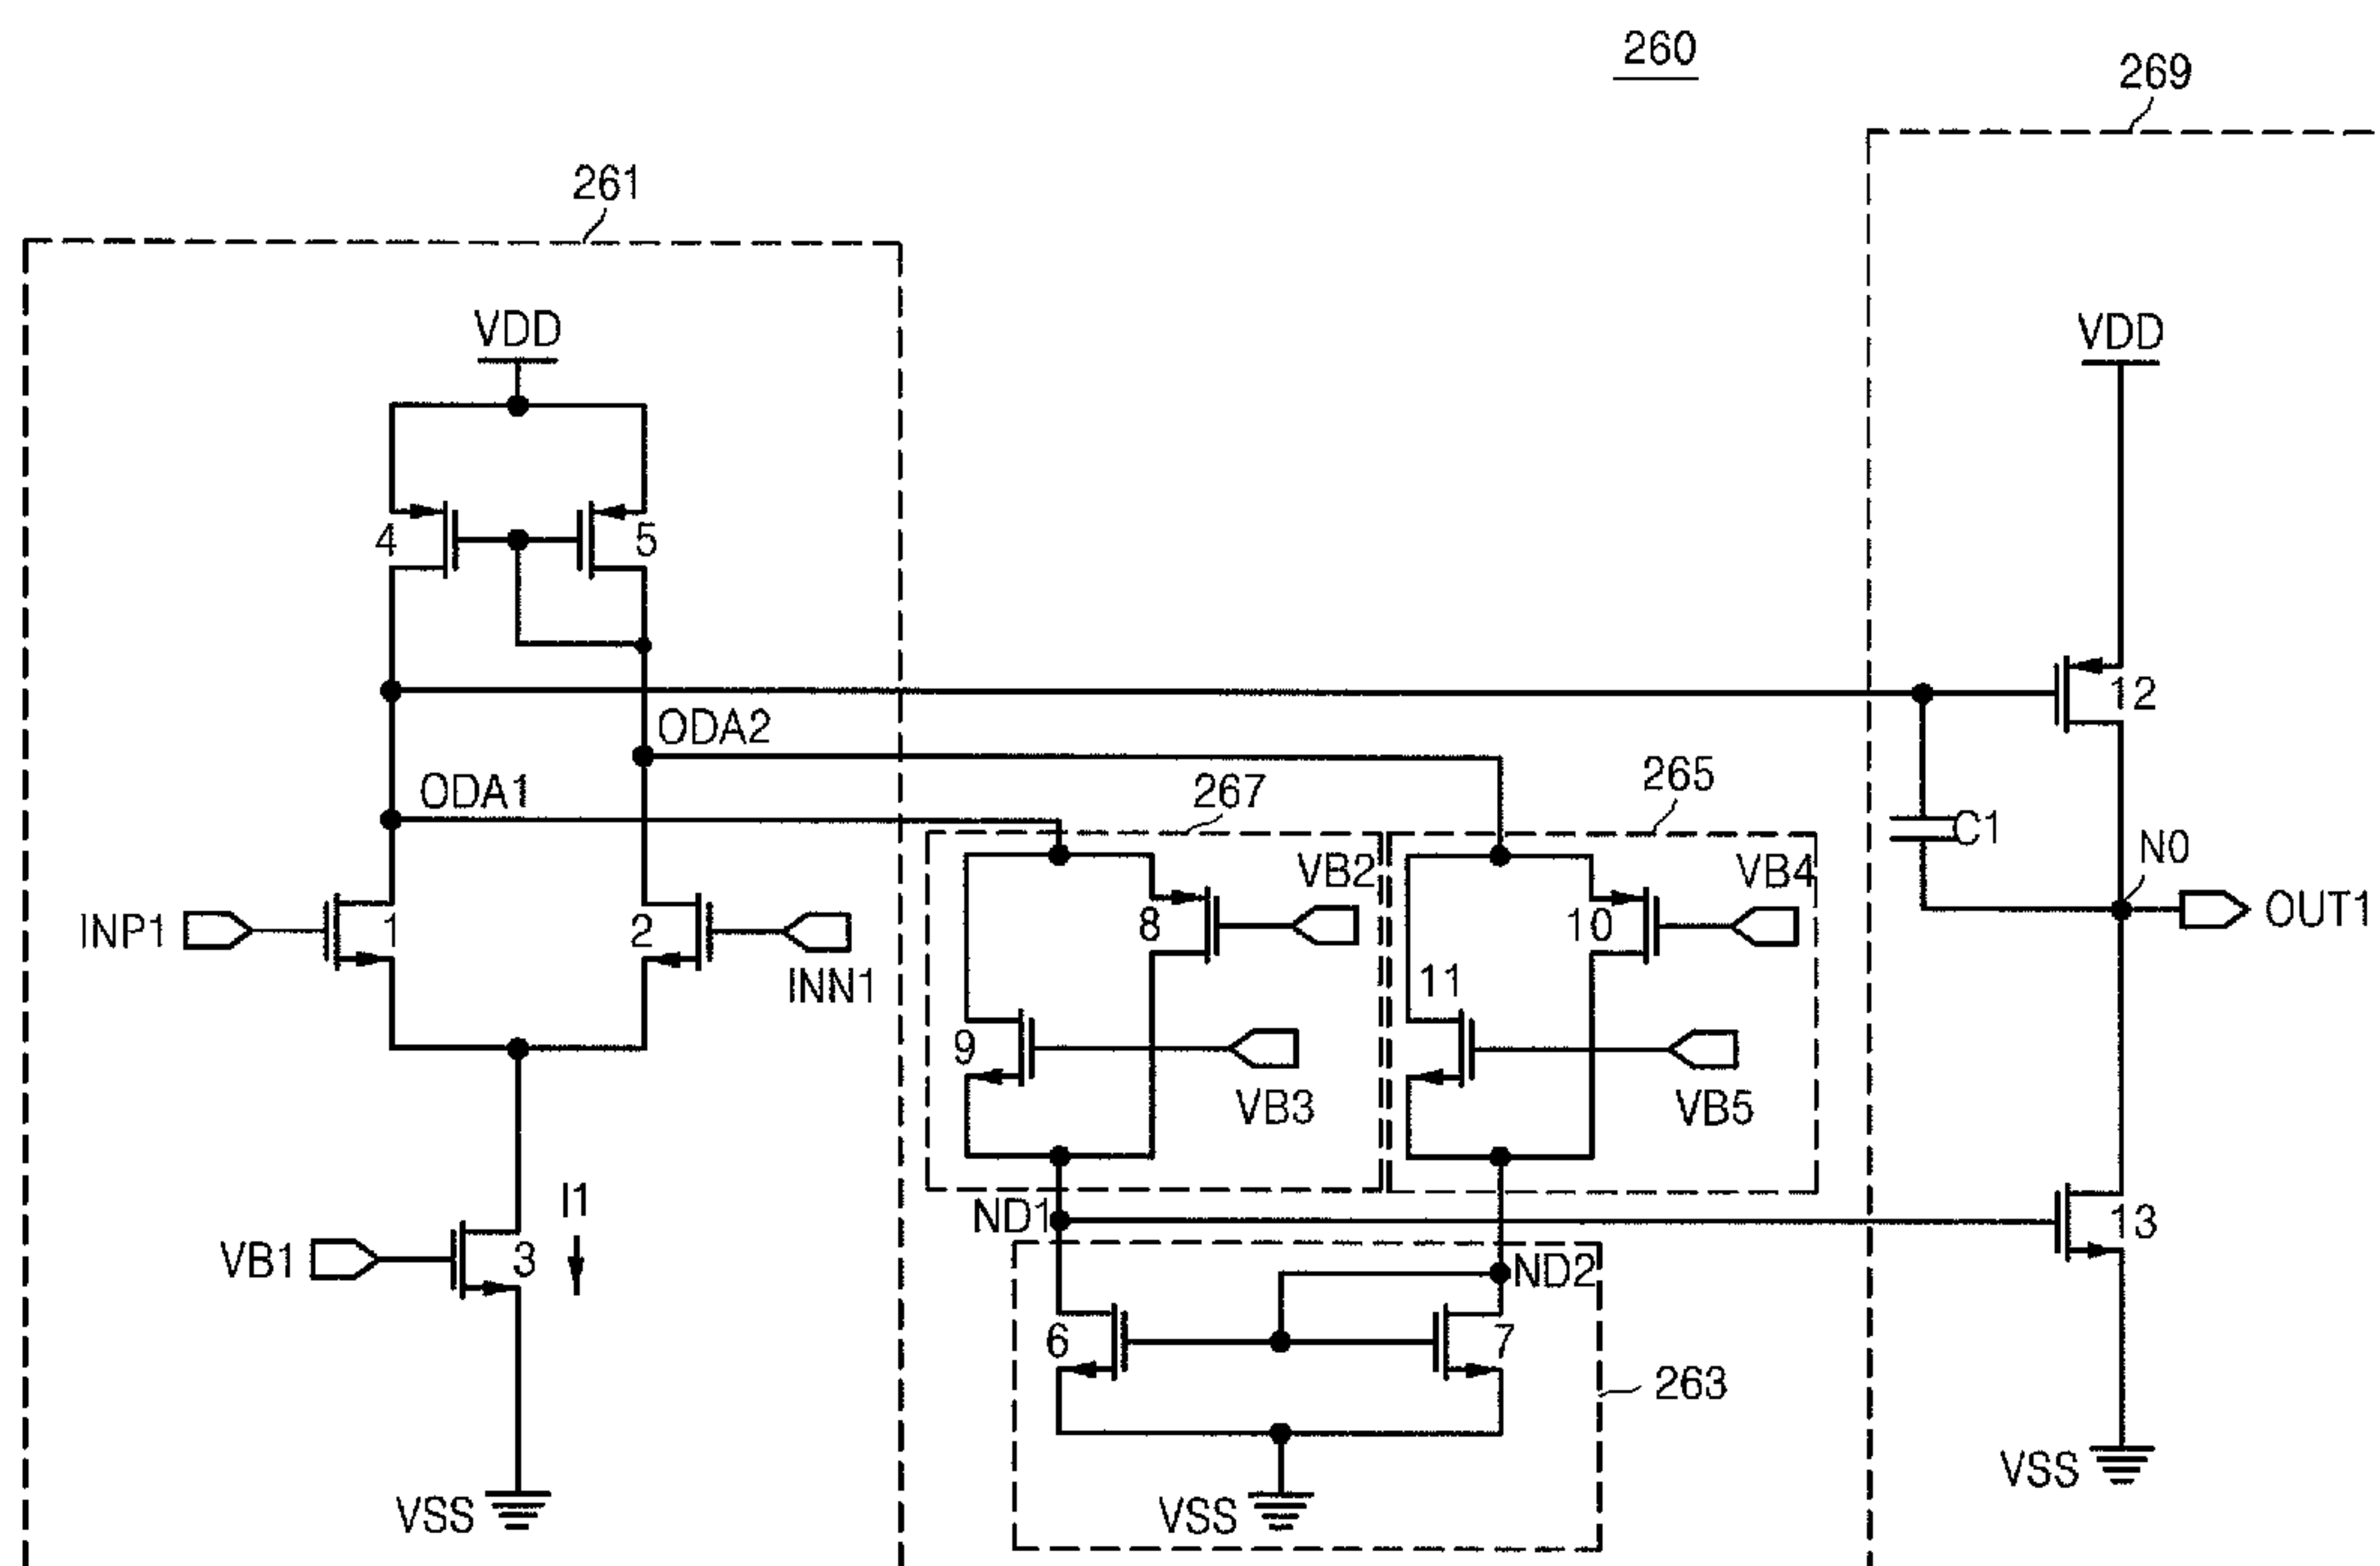 260
269
261
VDD
VDD
4
5
12
ODA2
ODA1
267
265
C1
N0
VB2
VB4
INP1
1
2
INN1
8
10
OUT1
11
9
VB3
VB5
I1
ND1
VB1
3
13
ND2
6
7
263
VSS
VSS
VSS